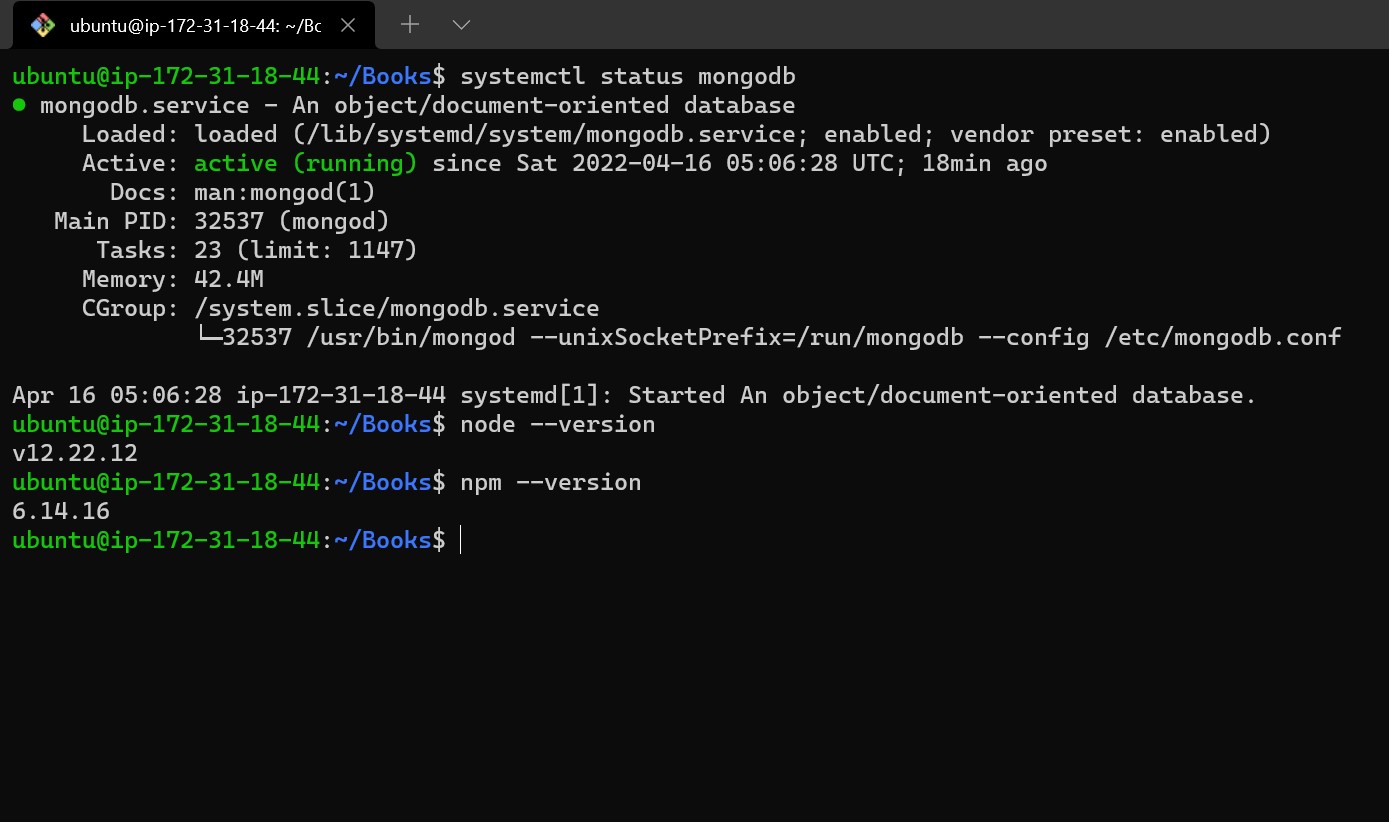 ubuntu@ip-172-31-18-44: ~/Bo
ubuntu@ip-172-31-18-44:~/Books$ systemctl status mongodb
● mongodb.service - An object/document-oriented database
     Loaded: loaded (/lib/systemd/system/mongodb.service; enabled; vendor preset: enabled)
     Active: active (running) since Sat 2022-04-16 05:06:28 UTC; 18min ago
       Docs: man:mongod(1)
   Main PID: 32537 (mongod)
      Tasks: 23 (limit: 1147)
     Memory: 42.4M
     CGroup: /system.slice/mongodb.service
             └─32537 /usr/bin/mongod --unixSocketPrefix=/run/mongodb --config /etc/mongodb.conf

Apr 16 05:06:28 ip-172-31-18-44 systemd[1]: Started An object/document-oriented database.
ubuntu@ip-172-31-18-44:~/Books$ node --version
v12.22.12
ubuntu@ip-172-31-18-44:~/Books$ npm --version
6.14.16
ubuntu@ip-172-31-18-44:~/Books$